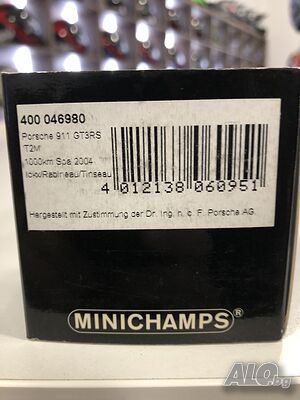 400 046980
Porsche 911 GT3RS
'T2M'
1000km Spa 2004
Ickx/Rabineau/Tinseau
4 012138 060951
Hergestellt mit Zustimmung der Dr. Ing. h. c. F. Porsche AG.
MINICHAMPS®
ALO.bg